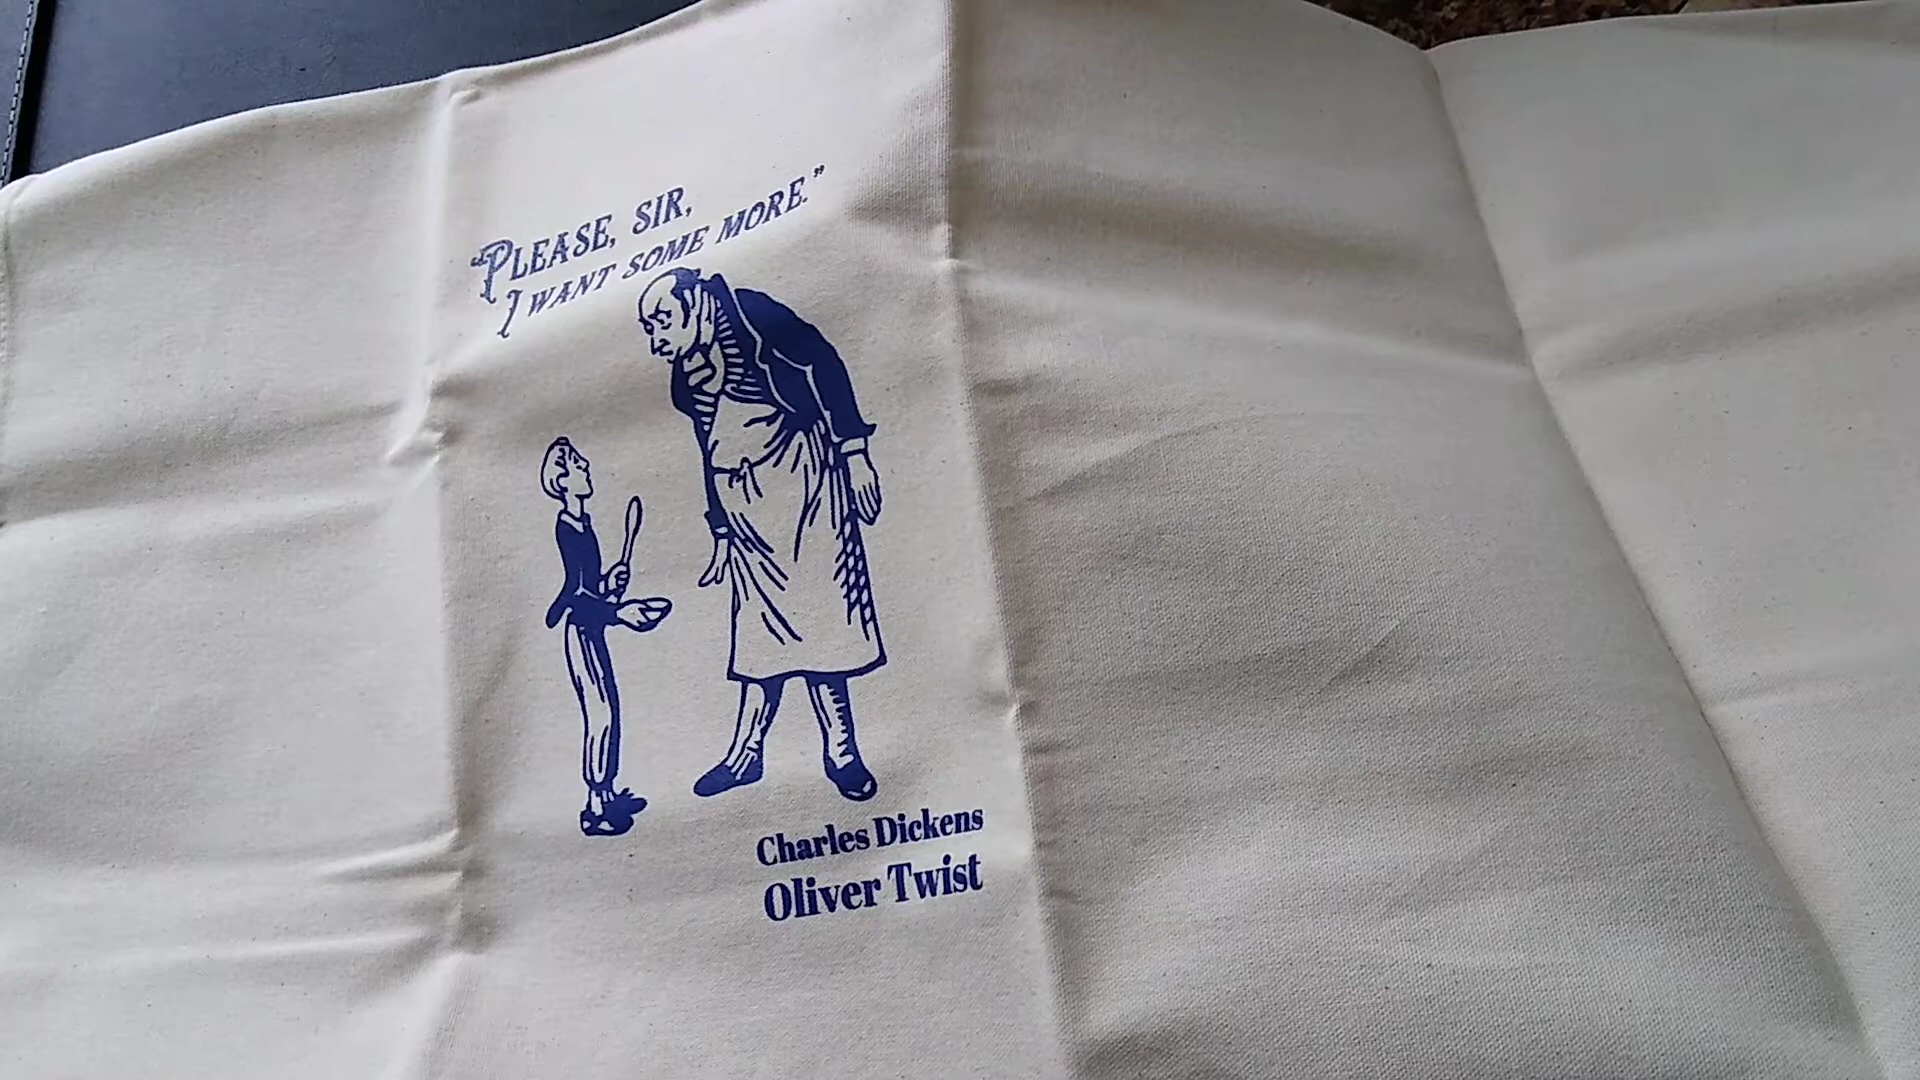 “PLEASE, SIR,
I WANT SOME MORE.”
Charles Dickens
Oliver Twist